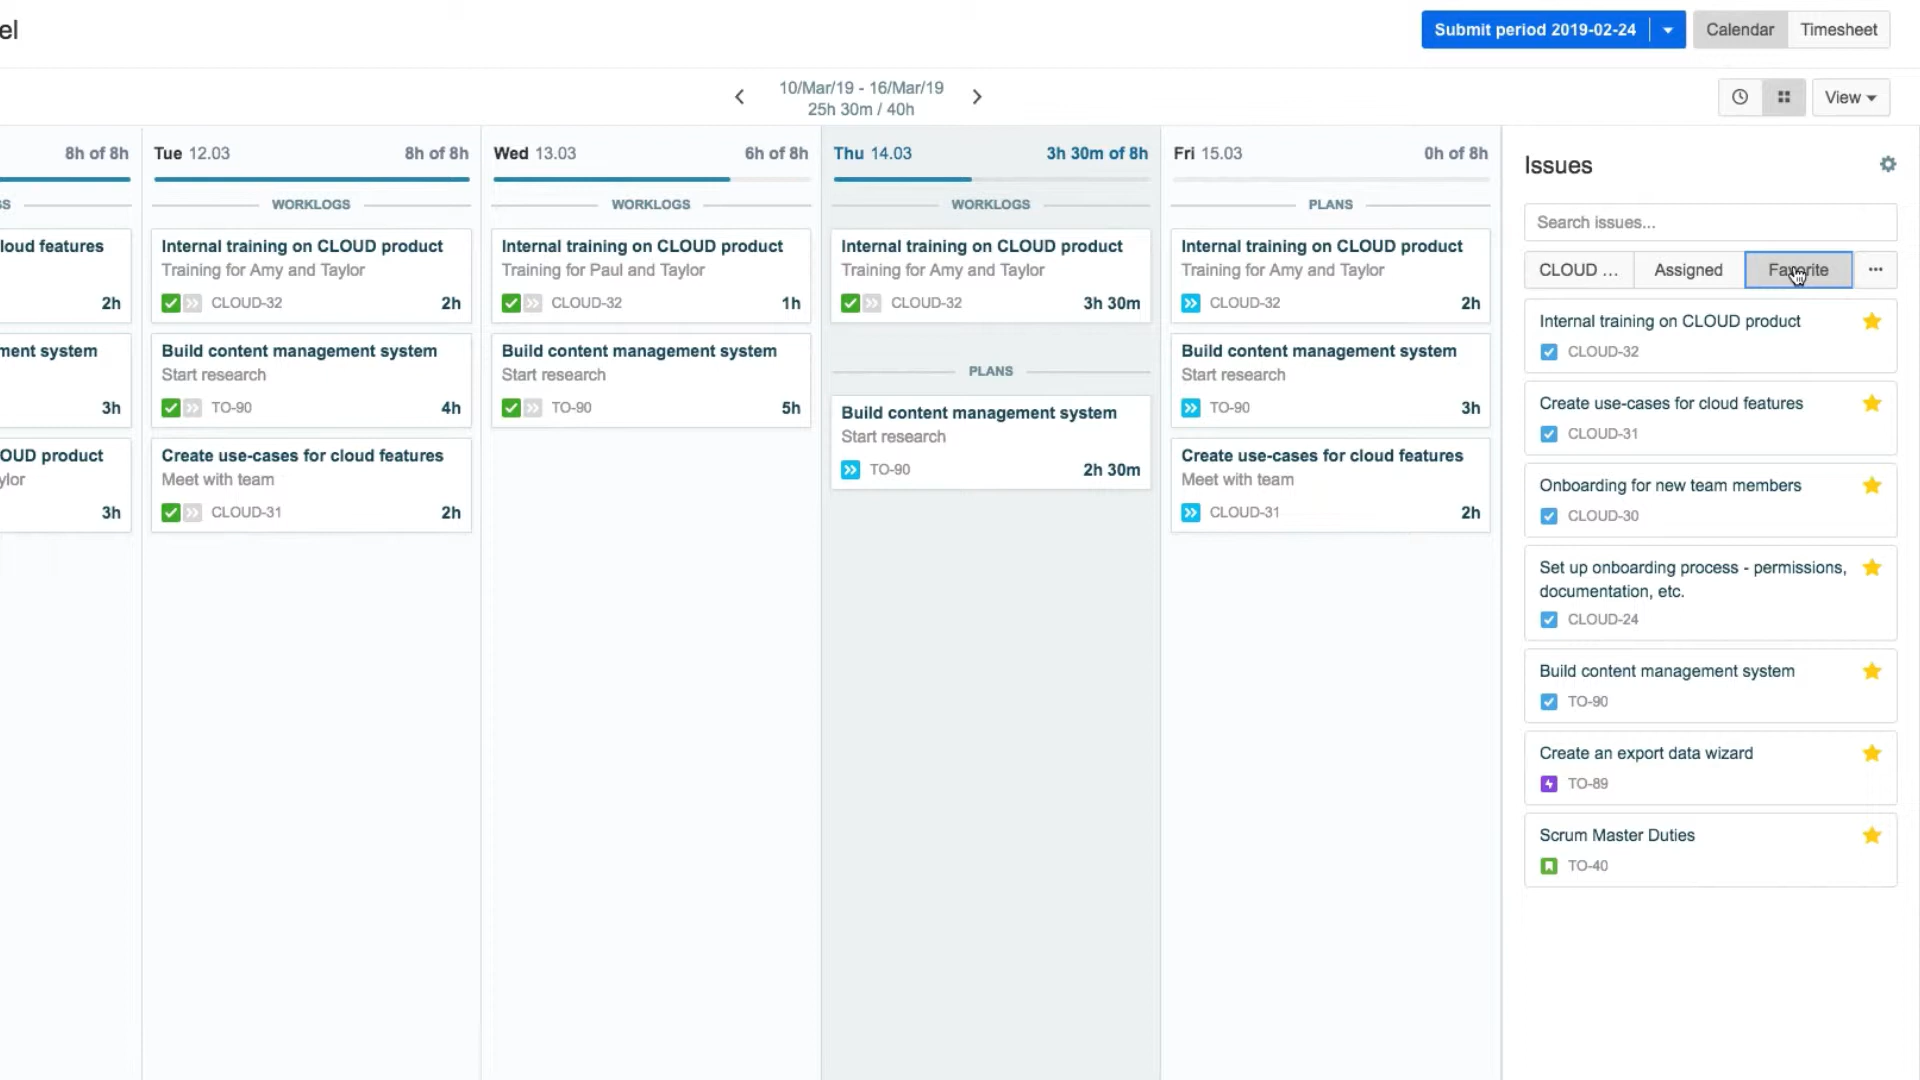 el
Submit period 2019-02-24
Calendar
Timesheet
10/Mar/19 - 16/Mar/19
25h 30m / 40h
View
8h of 8h
S
loud features
2h
ment system
3h
OUD product
ylor
3h
Tue 12.03
8h of 8h
WORKLOGS
Internal training on CLOUD product
Training for Amy and Taylor
CLOUD-32
2h
Build content management system
Start research
TO-90
4h
Create use-cases for cloud features
Meet with team
CLOUD-31
2h
Wed 13.03
6h of 8h
WORKLOGS
Internal training on CLOUD product
Training for Paul and Taylor
CLOUD-32
1h
Build content management system
Start research
TO-90
5h
Thu 14.03
3h 30m of 8h
WORKLOGS
Internal training on CLOUD product
Training for Amy and Taylor
CLOUD-32
3h 30m
PLANS
Build content management system
Start research
TO-90
2h 30m
Fri 15.03
0h of 8h
PLANS
Internal training on CLOUD product
Training for Amy and Taylor
CLOUD-32
2h
Build content management system
Start research
TO-90
3h
Create use-cases for cloud features
Meet with team
CLOUD-31
2h
Issues
Search issues...
CLOUD ...
Assigned
Favorite
Internal training on CLOUD product
CLOUD-32
Create use-cases for cloud features
CLOUD-31
Onboarding for new team members
CLOUD-30
Set up onboarding process - permissions,
documentation, etc.
CLOUD-24
Build content management system
TO-90
Create an export data wizard
TO-89
Scrum Master Duties
TO-40